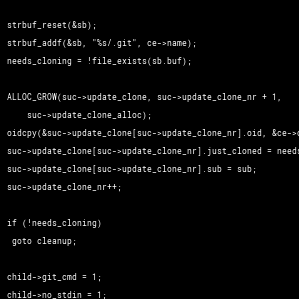 strbuf_reset(&sb);
strbuf_addf(&sb, "%s/.git", ce->name);
needs_cloning = !file_exists(sb.buf);
ALLOC_GROW(suc->update_clone, suc->update_clone_nr + 1,
suc->update_clone_alloc);
oidcpy(&suc->update_clone[suc->update_clone_nr].oid, &ce->
suc->update_clone[suc->update_clone_nr].just_cloned = needs
suc->update_clone[suc->update_clone_nr].sub = sub;
suc->update_clone_nr++;
if (!needs_cloning)
goto cleanup;
child->git_cmd = 1;
child->no_stdin = 1;